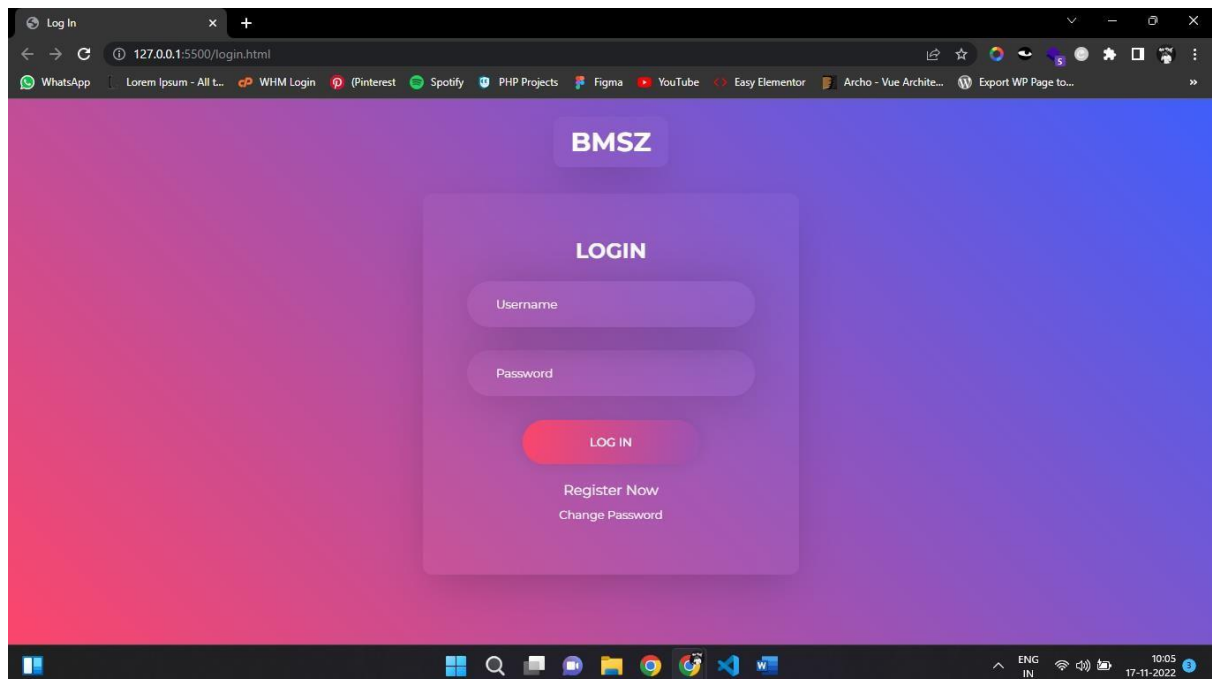 Log In
127.0.0.1:5500/login.html
WhatsApp Lorem Ipsum - All t... WHM Login (Pinterest Spotify PHP Projects Figma YouTube Easy Elementor Archo - Vue Archite... Export WP Page to... »
BMSZ
LOGIN
Username
Password
LOG IN
Register Now
Change Password
ENG 10:05
IN 17-11-2022 3